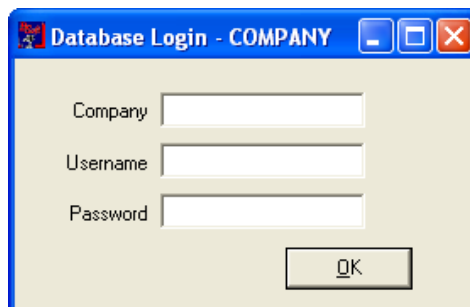 Database Login - COMPANY
Company
Username
Password
OK